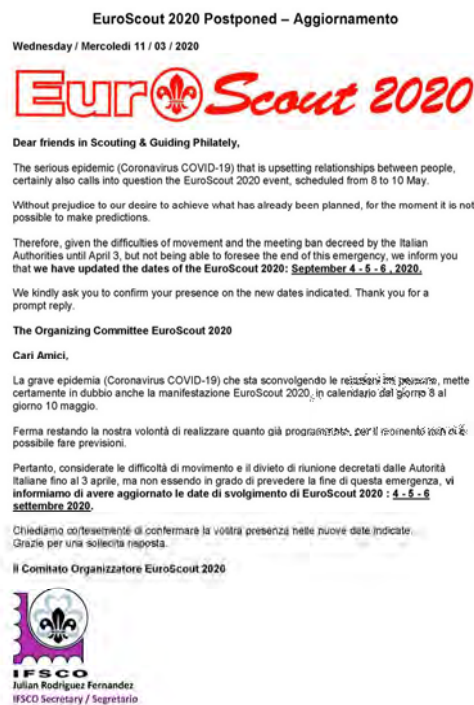 EuroScout 2020 Postponed – Aggiornamento
Wednesday / Mercoledi 11 / 03 / 2020
EuroScout 2020
Dear friends in Scouting & Guiding Philately,
The serious epidemic (Coronavirus COVID-19) that is upsetting relationships between people,
certainly also calls into question the EuroScout 2020 event, scheduled from 8 to 10 May.
Without prejudice to our desire to achieve what has already been planned, for the moment it is not
possible to make predictions.
Therefore, given the difficulties of movement and the meeting ban decreed by the Italian
Authorities until April 3, but not being able to foresee the end of this emergency, we inform you
that we have updated the dates of the EuroScout 2020: September 4 - 5 - 6 , 2020.
We kindly ask you to confirm your presence on the new dates indicated. Thank you for a
prompt reply.
The Organizing Committee EuroScout 2020
Cari Amici,
La grave epidemia (Coronavirus COVID-19) che sta sconvolgendo le relazioni tra persone, mette
certamente in dubbio anche la manifestazione EuroScout 2020, in calendario dal giorno 8 al
giorno 10 maggio.
Ferma restando la nostra volontà di realizzare quanto già programmato, per il momento non è
possibile fare previsioni.
Pertanto, considerate le difficoltà di movimento e il divieto di riunione decretati dalle Autorità
Italiane fino al 3 aprile, ma non essendo in grado di prevedere la fine di questa emergenza, vi
informiamo di avere aggiornato le date di svolgimento di EuroScout 2020 : 4 - 5 - 6
settembre 2020.
Chiediamo cortesemente di confermare la vostra presenza nelle nuove date indicate.
Grazie per una sollecita risposta.
Il Comitato Organizzatore EuroScout 2020
IFSCO
Julian Rodriguez Fernandez
IFSCO Secretary / Segretario